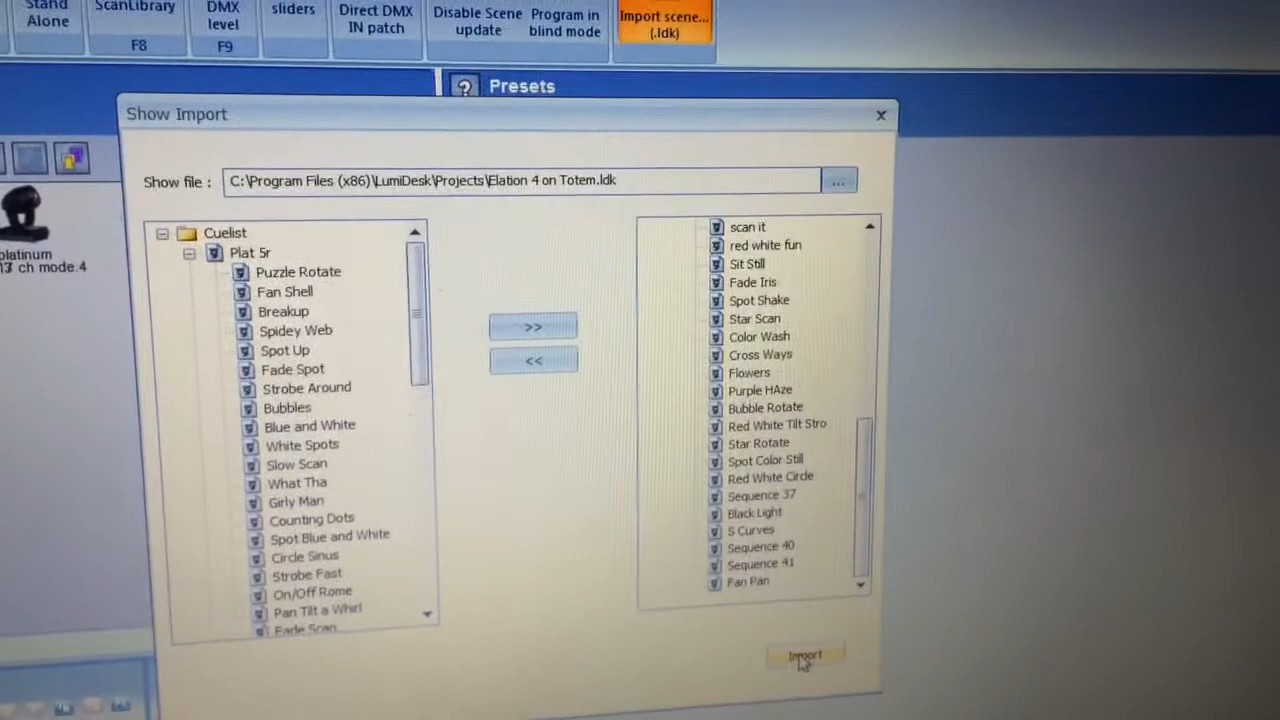 Stand
Alone
ScanLibrary
F8
DMX
level
F9
sliders
Direct DMX
IN patch
Disable Scene
update
Program in
blind mode
Import scene...
(.ldk)
? Presets
Show Import
x
Show file :
C:\Program Files (x86)\LumiDesk\Projects\Elation 4 on Totem.ldk
...
platinum
13 ch mode.4
Cuelist
Plat 5r
Puzzle Rotate
Fan Shell
Breakup
Spidey Web
Spot Up
Fade Spot
Strobe Around
Bubbles
Blue and White
White Spots
Slow Scan
What Tha
Girly Man
Counting Dots
Spot Blue and White
Circle Sinus
Strobe Fast
On/Off Rome
Pan Tilt a Whirl
Fade Scan
>>
<<
scan it
red white fun
Sit Still
Fade Iris
Spot Shake
Star Scan
Color Wash
Cross Ways
Flowers
Purple HAze
Bubble Rotate
Red White Tilt Stro
Star Rotate
Spot Color Still
Red White Circle
Sequence 37
Black Light
S Curves
Sequence 40
Sequence 41
Fan Pan
Import